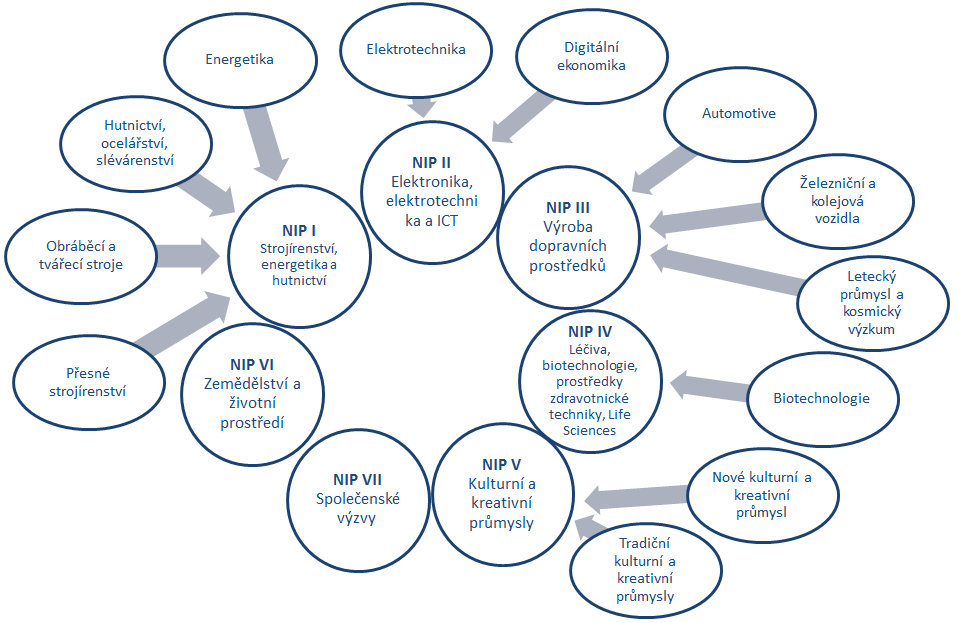 Energetika
Elektrotechnika
Digitální
ekonomika
Automotive
Hutnictví,
ocelářství,
slévárenství
NIP II
Elektronika,
elektrotechni
ka a ICT
Železniční a
kolejová
vozidla
NIP III
Výroba
dopravních
prostředků
Obráběcí a
tvářecí stroje
NIP I
Strojírenství,
energetika a
hutnictví
Letecký
průmysl a
kosmický
výzkum
NIP IV
Léčiva,
biotechnologie,
prostředky
zdravotnické
techniky, Life
Sciences
Přesné
strojírenství
NIP VI
Zemědělství a
životní
prostředí
Biotechnologie
NIP VII
Společenské
výzvy
NIP V
Kulturní a
kreativní
průmysly
Nové kulturní a
kreativní
průmysl
Tradiční
kulturní a
kreativní
průmysly